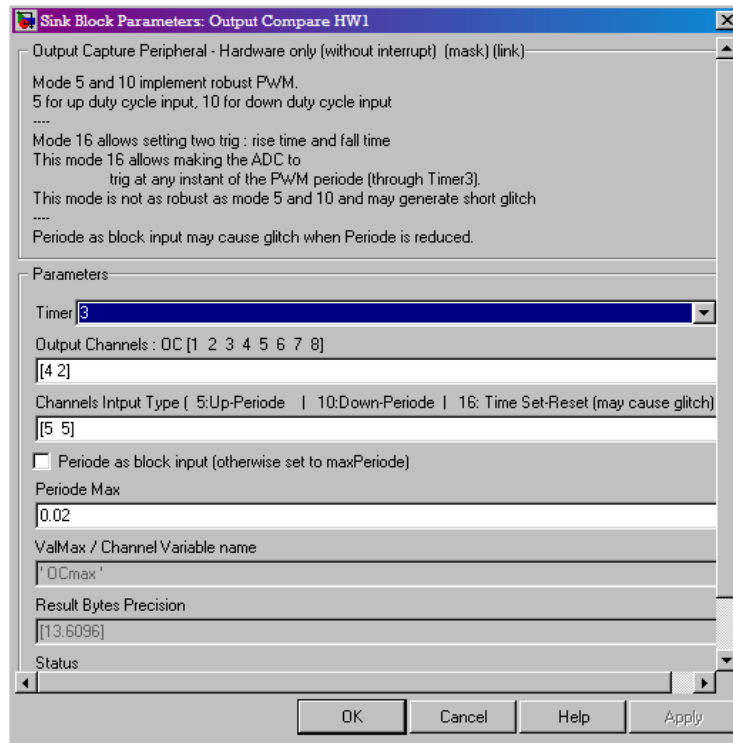 Sink Block Parameters: Output Compare HW1
Output Capture Peripheral - Hardware only (without interrupt) (mask) (link)
Mode 5 and 10 implement robust PWM.
5 for up duty cycle input, 10 for down duty cycle input
----
Mode 16 allows setting two trig : rise time and fall time
This mode 16 allows making the ADC to
trig at any instant of the PWM periode (through Timer3).
This mode is not as robust as mode 5 and 10 and may generate short glitch
----
Periode as block input may cause glitch when Periode is reduced.
Parameters
Timer 3
Output Channels : OC [1 2 3 4 5 6 7 8]
[4 2]
Channels Intput Type ( 5:Up-Periode | 10:Down-Periode | 16: Time Set-Reset (may cause glitch)
[5 5]
Periode as block input (otherwise set to maxPeriode)
Periode Max
0.02
ValMax / Channel Variable name
' OCmax '
Result Bytes Precision
[13.6096]
Status
OK Cancel Help Apply